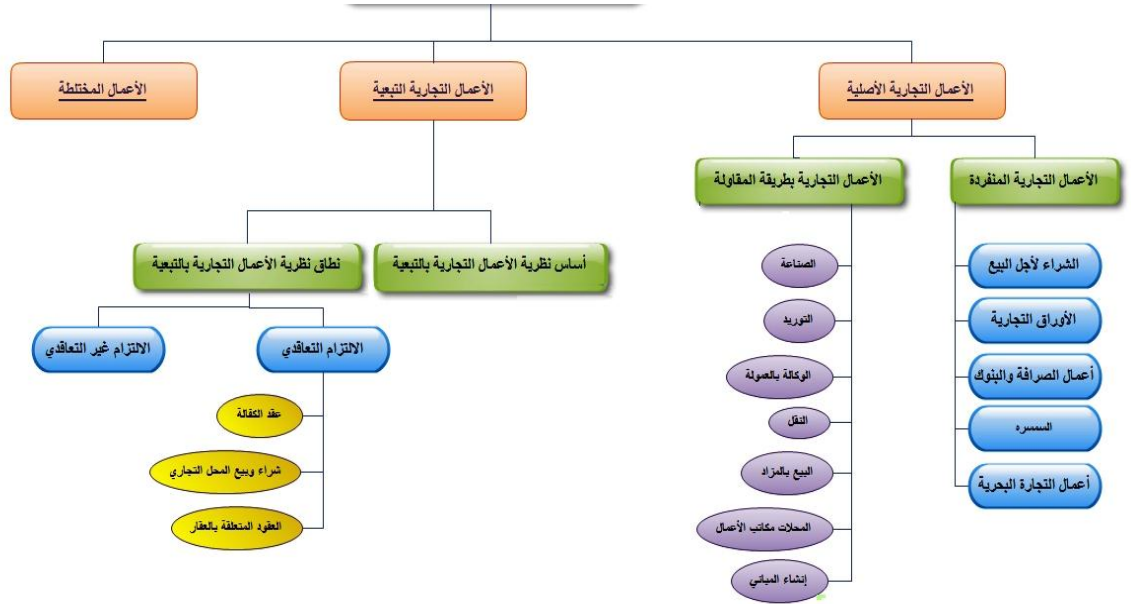 الأعمال التجارية الأصلية
الأعمال التجارية التبعية
الأعمال المختلطة
الأعمال التجارية المنفردة
الأعمال التجارية بطريقة المقاولة
الشراء لأجل البيع
الأوراق التجارية
أعمال الصرافة والبنوك
السمسره
أعمال التجارة البحرية
الصناعة
التوريد
الوكالة بالعمولة
النقل
البيع بالمزاد
المحلات مكاتب الأعمال
إنشاء المباني
أساس نظرية الأعمال التجارية بالتبعية
نطاق نظرية الأعمال التجارية بالتبعية
الالتزام التعاقدي
الالتزام غير التعاقدي
عقد الكفالة
شراء وبيع المحل التجاري
العقود المتعلقة بالعقار